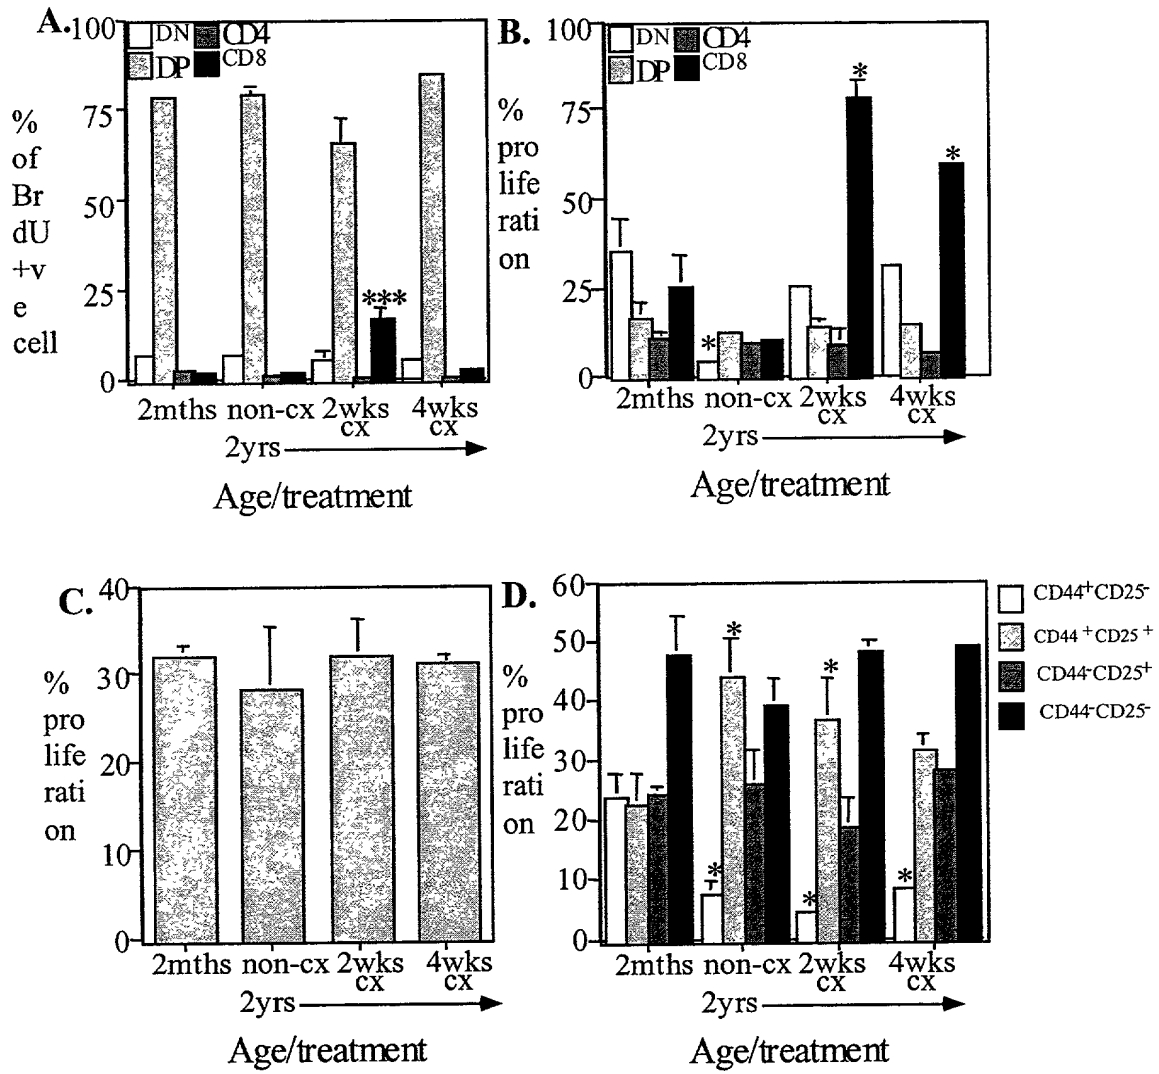 A.
100
75
50
25
0
DN
CD4
DP
CD8
%
of
Br
dU
+v
e
cell
***
2mths
non-cx
2wks
cx
4wks
cx
2yrs
Age/treatment
B.
100
75
50
25
0
DN
CD4
DP
CD8
%
pro
life
rati
on
*
*
*
2mths
non-cx
2wks
cx
4wks
cx
2yrs
Age/treatment
C.
40
30
20
10
0
%
pro
life
rati
on
2mths
non-cx
2wks
cx
4wks
cx
2yrs
Age/treatment
D.
60
50
40
30
20
10
0
%
pro
life
rati
on
*
*
*
*
*
2mths
non-cx
2wks
cx
4wks
cx
2yrs
Age/treatment
CD44⁺CD25⁻
CD44⁺CD25⁺
CD44⁻CD25⁺
CD44⁻CD25⁻